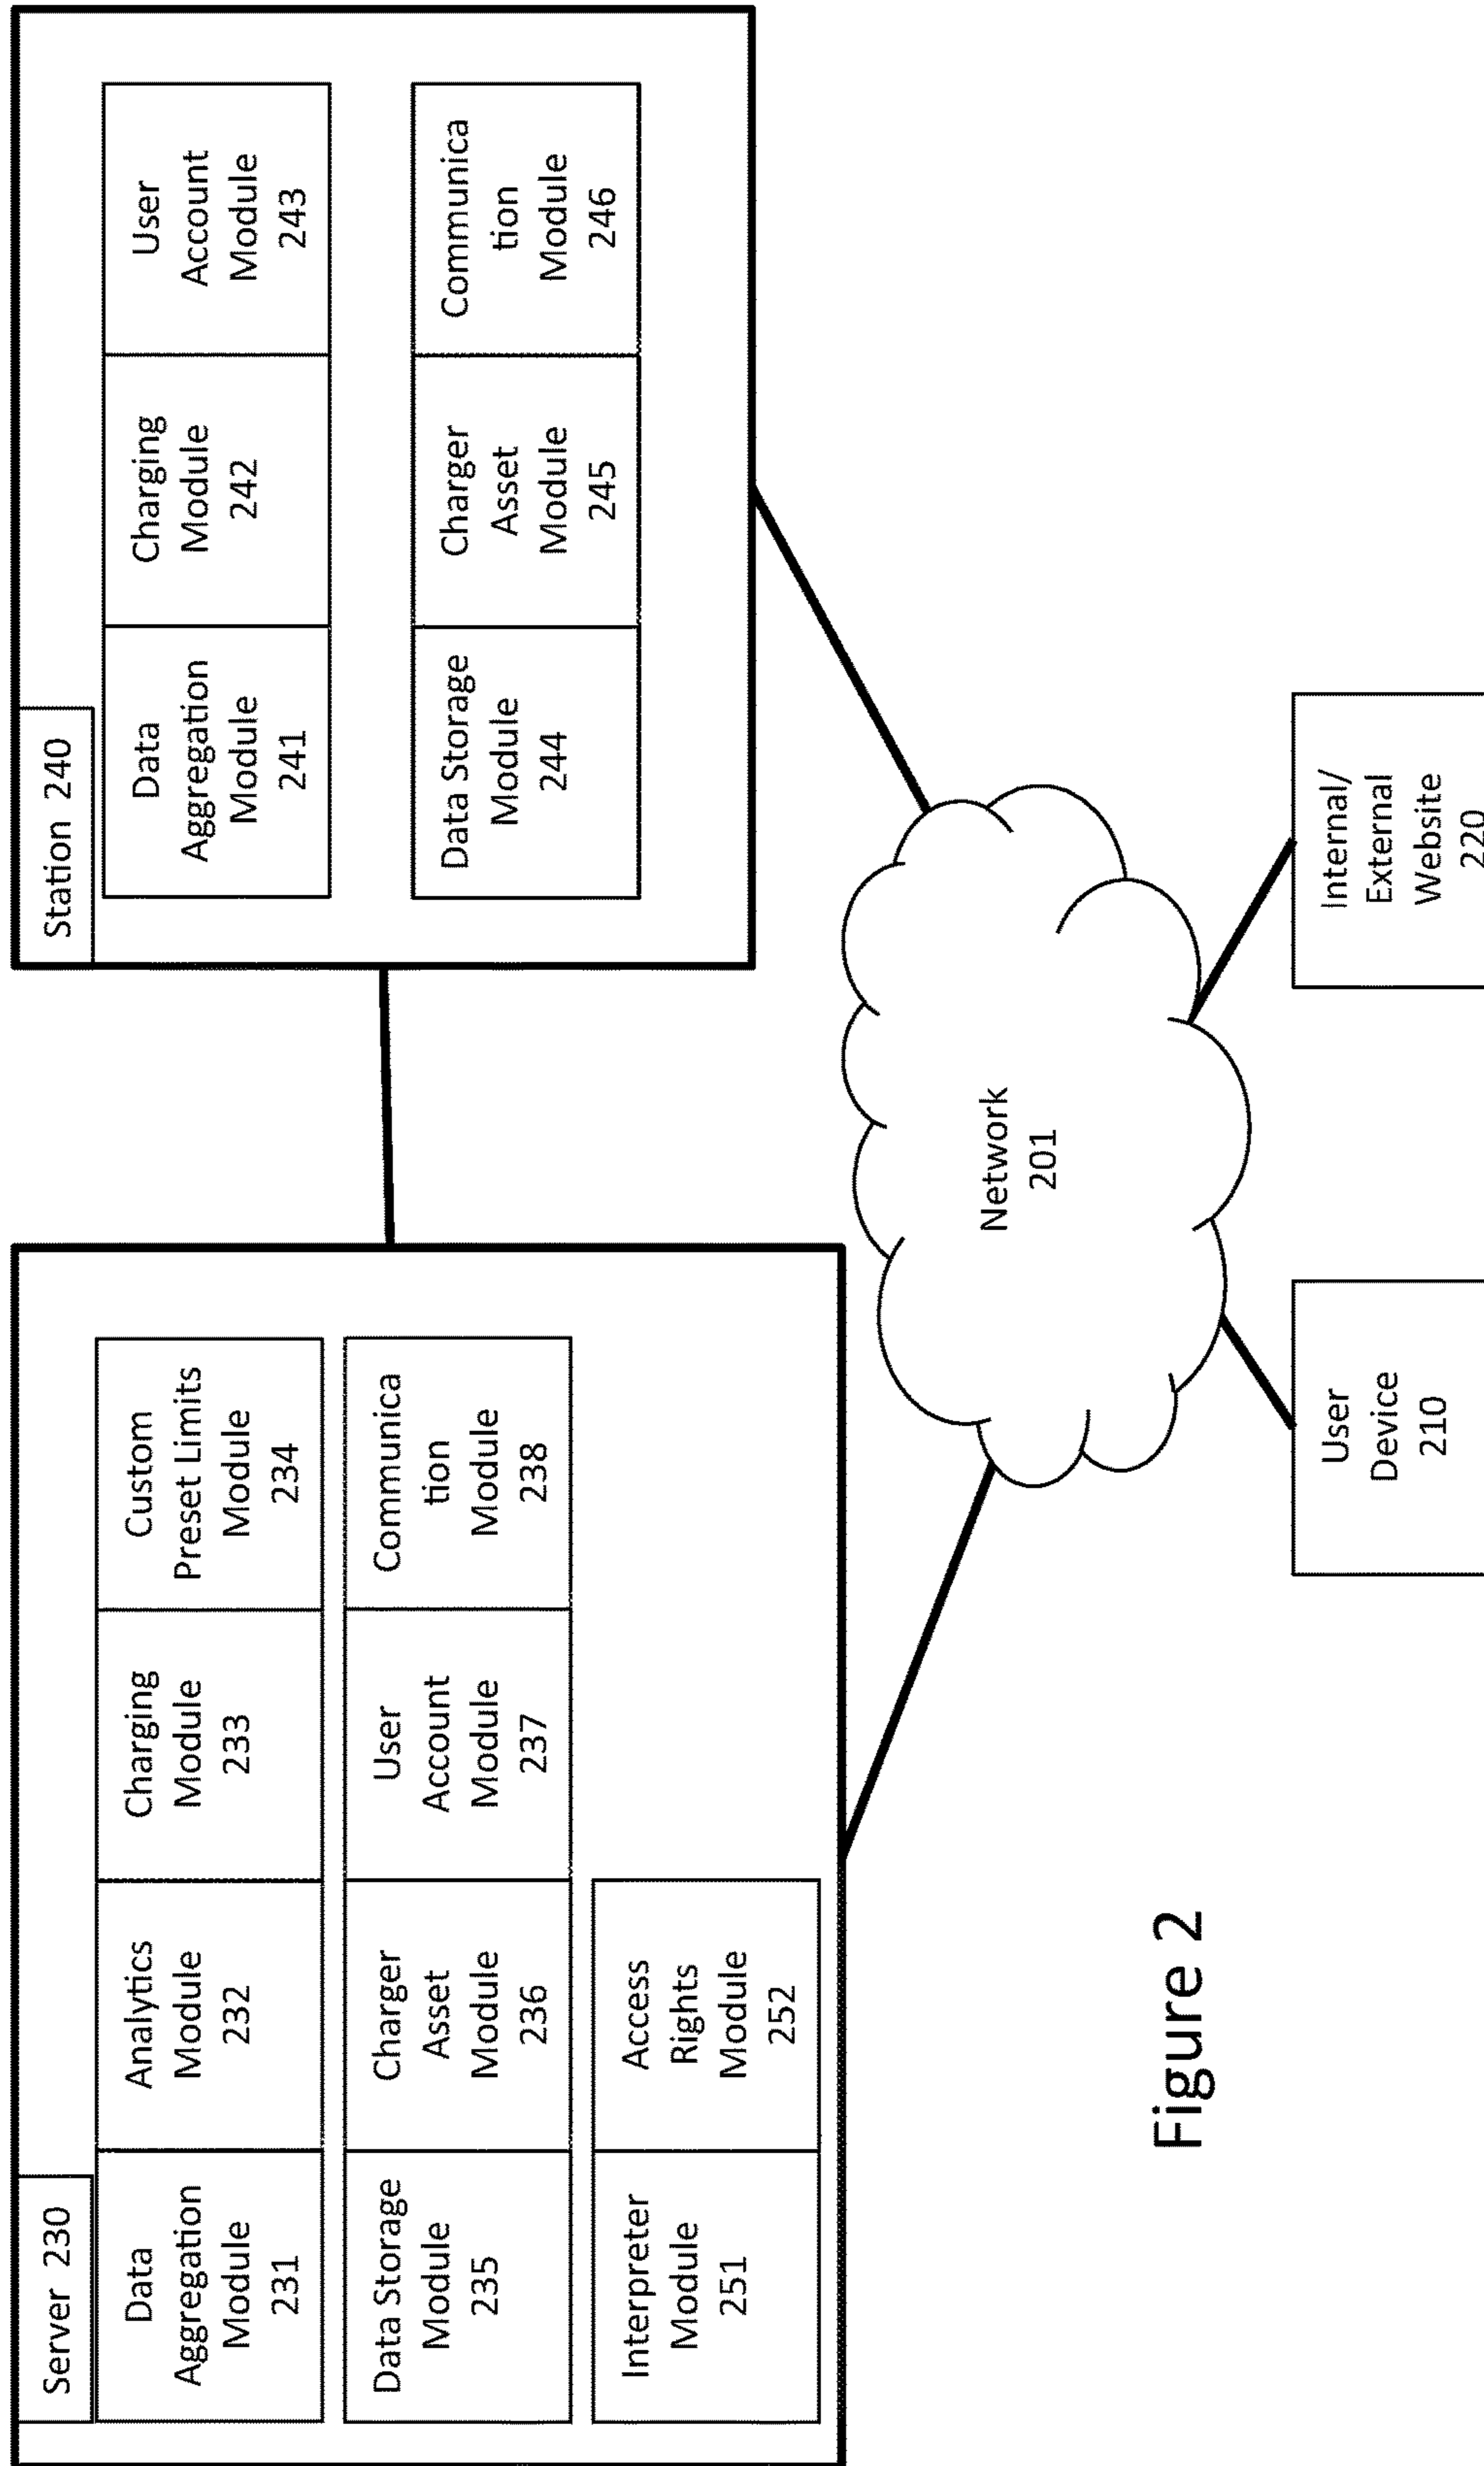 Server 230
Data
Aggregation
Module
231
Analytics
Module
232
Charging
Module
233
Custom
Preset Limits
Module
234
Data Storage
Module
235
Charger
Asset
Module
236
User
Account
Module
237
Communica
tion
Module
238
Interpreter
Module
251
Access
Rights
Module
252
Station 240
Data
Aggregation
Module
241
Charging
Module
242
User
Account
Module
243
Data Storage
Module
244
Charger
Asset
Module
245
Communica
tion
Module
246
Network
201
User
Device
210
Internal/
External
Website
220
Figure 2